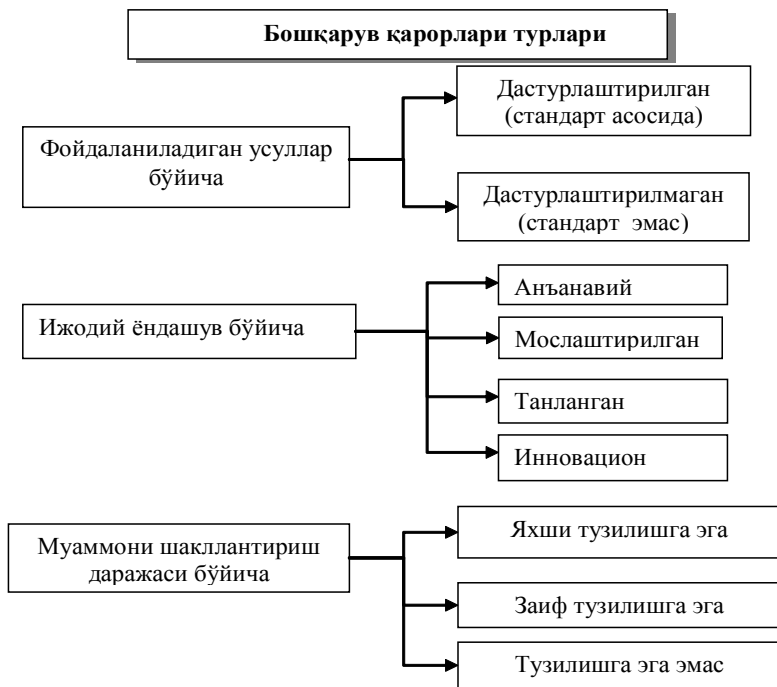 Бошқарув қарорлари турлари
Дастурлаштирилган
(стандарт асосида)
Фойдаланиладиган усуллар
бўйича
Дастурлаштирилмаган
(стандарт эмас)
Ижодий ёндашув бўйича
Анъанавий
Мослаштирилган
Танланган
Инновацион
Муаммони шакллантириш
даражаси бўйича
Яхши тузилишга эга
Заиф тузилишга эга
Тузилишга эга эмас